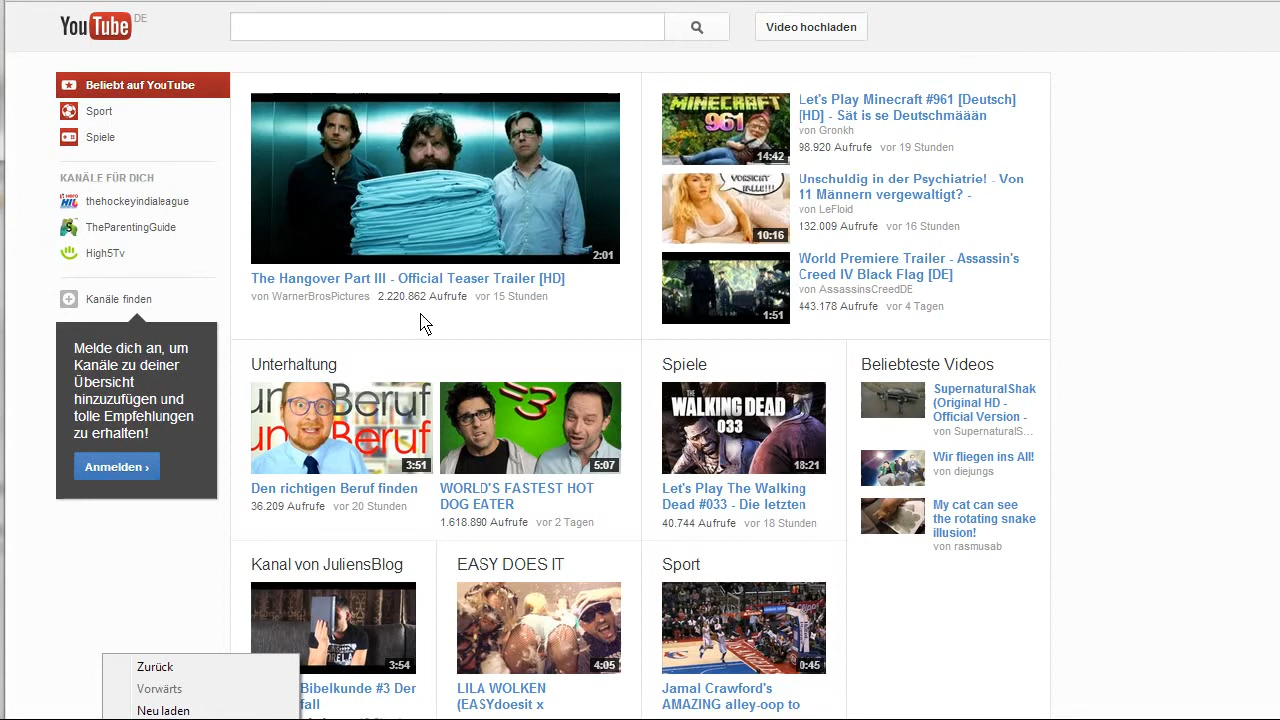 YouTube DE
Video hochladen
Beliebt auf YouTube
Sport
Spiele
KANÄLE FÜR DICH
thehockeyindialeague
TheParentingGuide
High5Tv
Kanäle finden
Melde dich an, um
Kanäle zu deiner
Übersicht
hinzuzufügen und
tolle Empfehlungen
zu erhalten!
Anmelden ›
2:01
The Hangover Part III - Official Teaser Trailer [HD]
von WarnerBrosPictures 2.220.862 Aufrufe vor 15 Stunden
MINECRAFT
961
14:42
Let's Play Minecraft #961 [Deutsch]
[HD] - Sät is se Deutschmäään
von Gronkh
98.920 Aufrufe vor 19 Stunden
VORSICHT
FALLE!!!
10:16
Unschuldig in der Psychiatrie! - Von
11 Männern vergewaltigt? -
von LeFloid
132.009 Aufrufe vor 16 Stunden
1:51
World Premiere Trailer - Assassin's
Creed IV Black Flag [DE]
von AssassinsCreedDE
443.178 Aufrufe vor 4 Tagen
Unterhaltung
un Beruf
un Beruf
3:51
Den richtigen Beruf finden
36.209 Aufrufe vor 20 Stunden
=3
5:07
WORLD'S FASTEST HOT
DOG EATER
1.618.890 Aufrufe vor 2 Tagen
Spiele
THE
WALKING DEAD
033
18:21
Let's Play The Walking
Dead #033 - Die letzten
40.744 Aufrufe vor 18 Stunden
Beliebteste Videos
SupernaturalShak
(Original HD -
Official Version -
von SupernaturalS...
Wir fliegen ins All!
von diejungs
My cat can see
the rotating snake
illusion!
von rasmusab
Kanal von JuliensBlog
3:54
Bibelkunde #3 Der
fall
EASY DOES IT
4:05
LILA WOLKEN
(EASYdoesit x
Sport
0:45
Jamal Crawford's
AMAZING alley-oop to
Zurück
Vorwärts
Neu laden